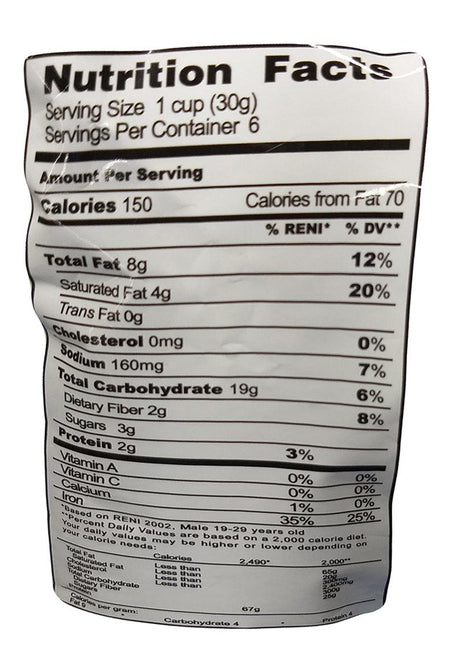 Nutrition Facts
Serving Size 1 cup (30g)
Servings Per Container 6
Amount Per Serving
Calories 150 Calories from Fat 70
% RENI* % DV**
Total Fat 8g 12%
Saturated Fat 4g 20%
Trans Fat 0g
Cholesterol 0mg 0%
Sodium 160mg 7%
Total Carbohydrate 19g 6%
Dietary Fiber 2g 8%
Sugars 3g
Protein 2g 3%
Vitamin A 0% 0%
Vitamin C 0% 0%
Calcium 1% 0%
Iron 35% 25%
*Based on RENI 2002, Male 19-29 years old
**Percent Daily Values are based on a 2,000 calorie diet.
Your daily values may be higher or lower depending on
your calorie needs:
Calories 2,490* 2,000**
Total Fat Less than 65g
Saturated Fat Less than 20g
Cholesterol Less than 300mg
Sodium Less than 2,400mg
Total Carbohydrate 300g
Dietary Fiber 25g
Protein 67g
Calories per gram:
Fat 9 * Carbohydrate 4 * Protein 4